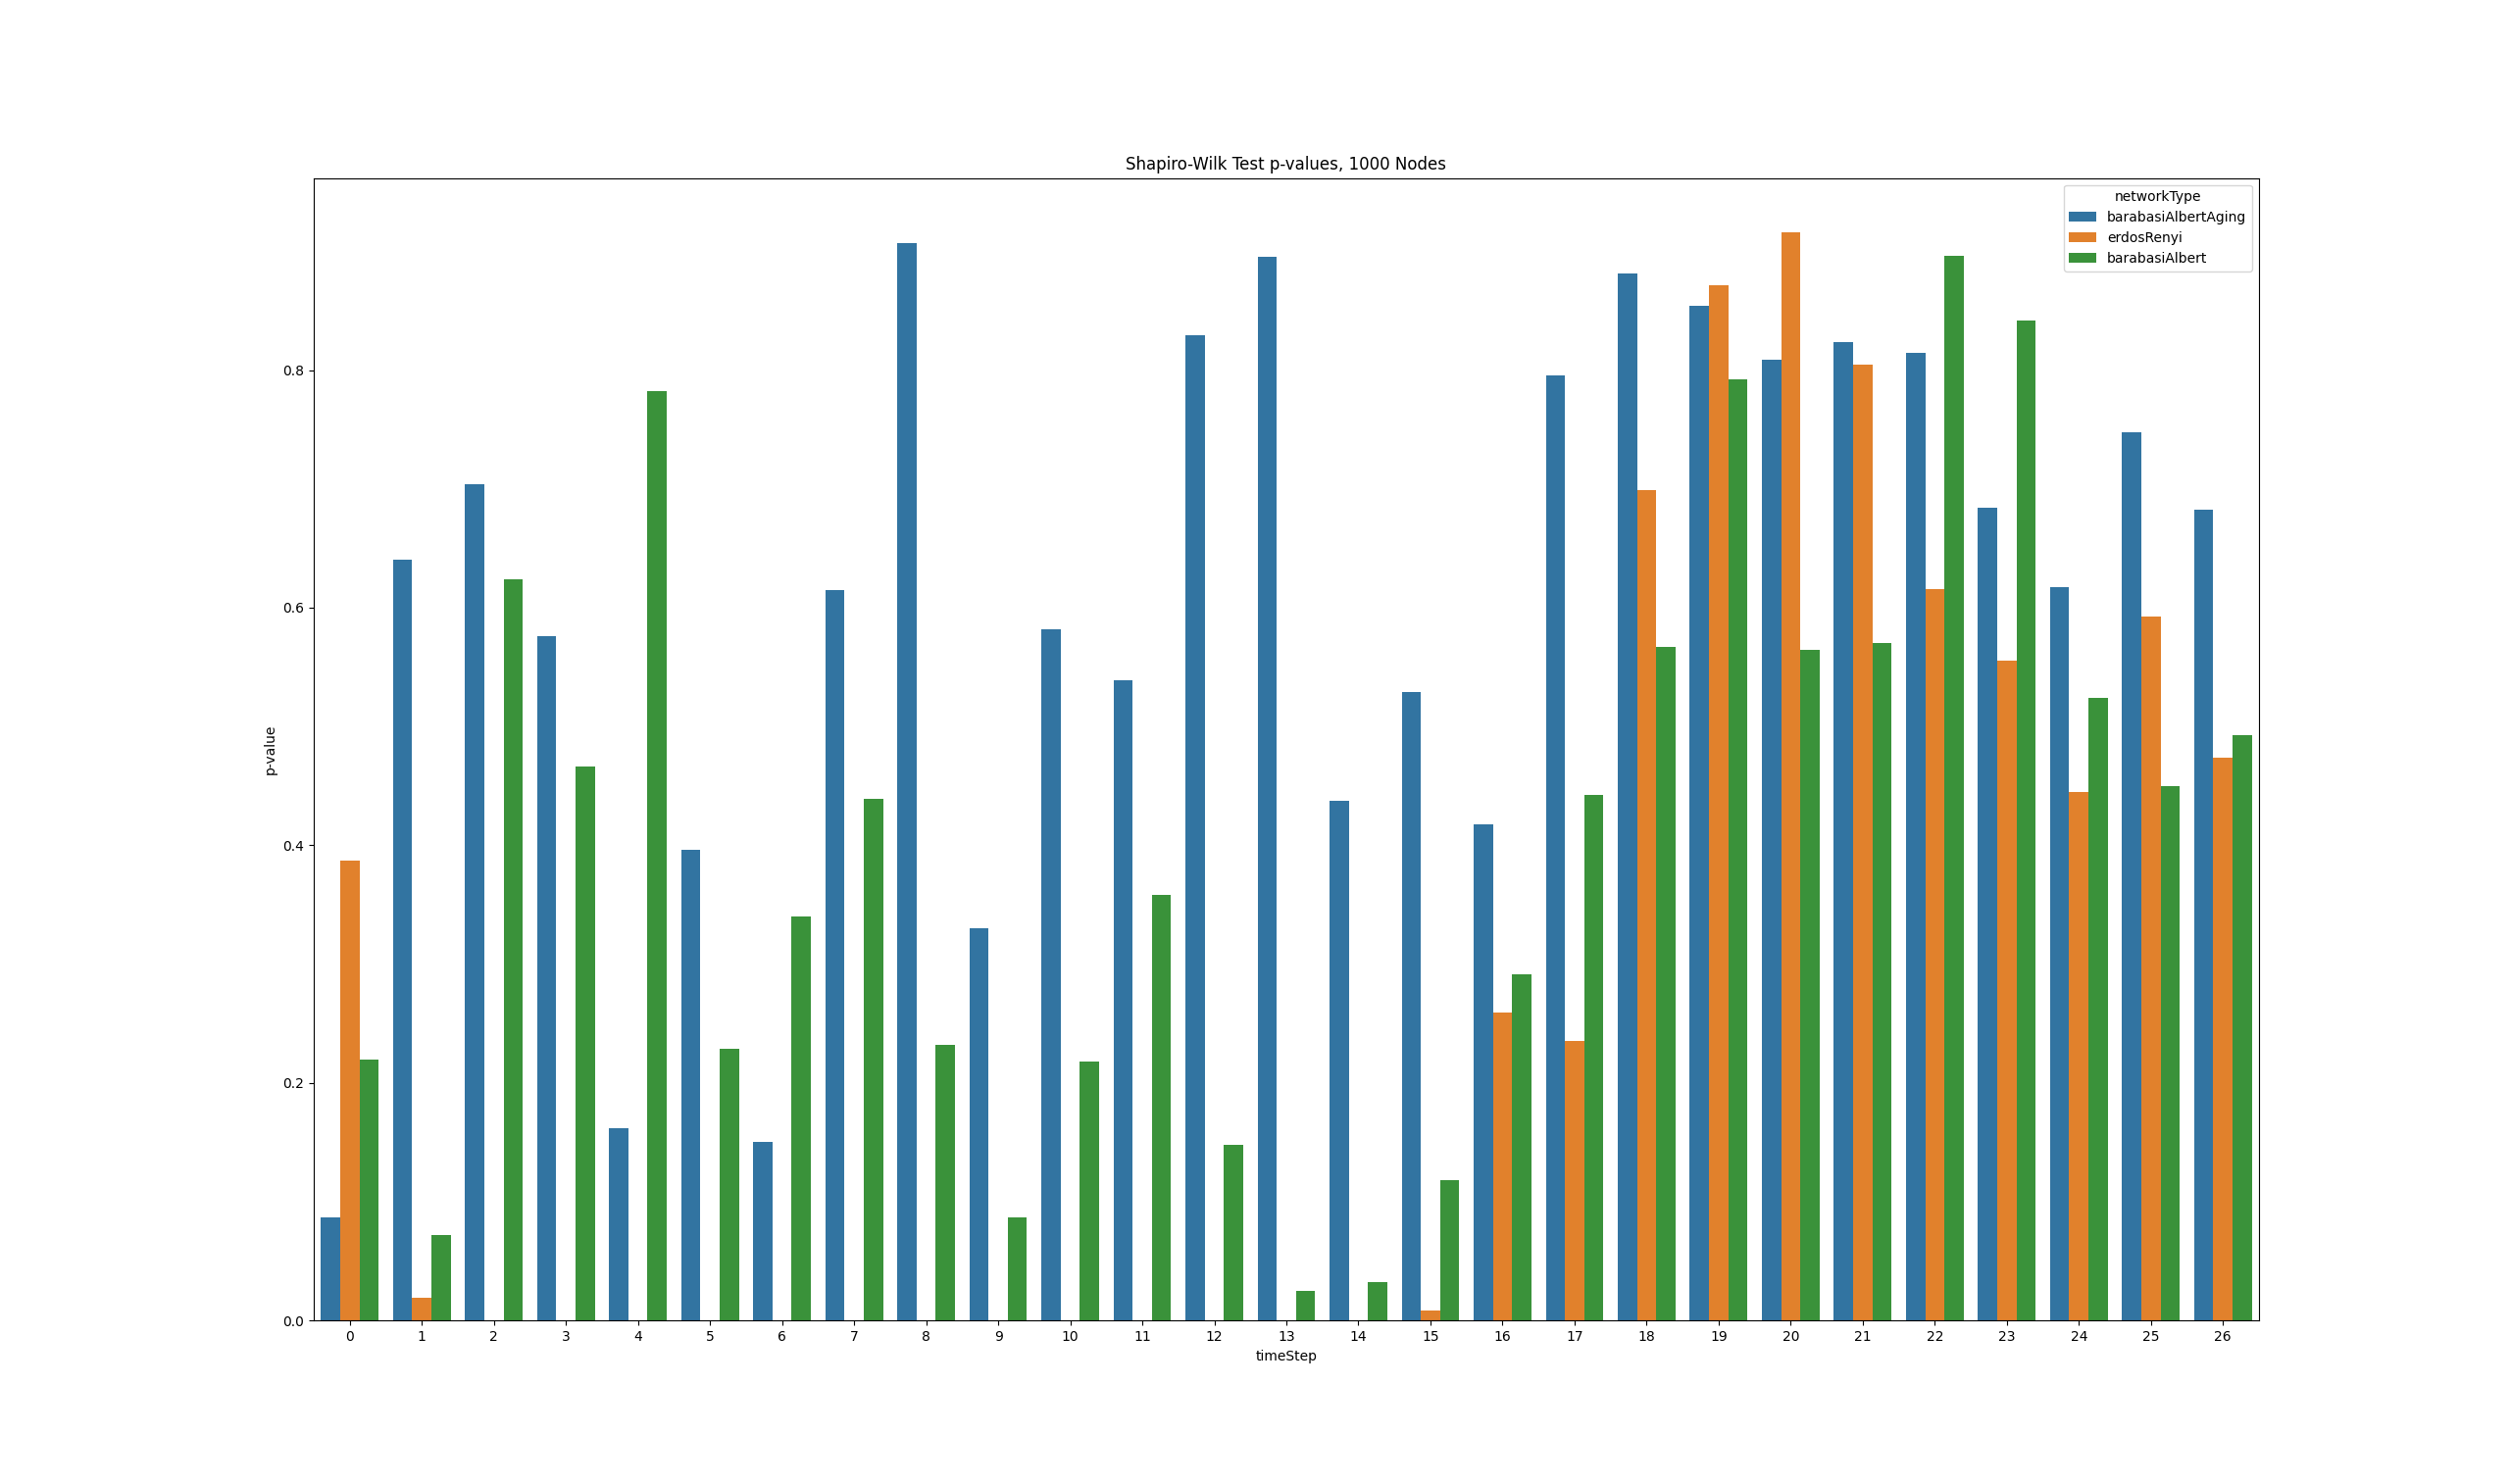 Shapiro-Wilk Test p-values, 1000 Nodes
networkType
barabasiAlbertAging
erdosRenyi
barabasiAlbert
p-value
0.8
0.6
0.4
0.2
0.0
0 1 2 3 4 5 6 7 8 9 10 11 12 13 14 15 16 17 18 19 20 21 22 23 24 25 26
timeStep